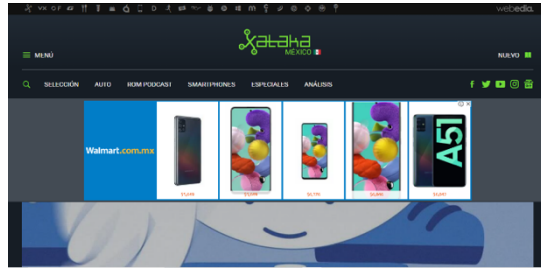 webedia.
xataka
MÉXICO
MENÚ
NUEVO
SELECCIÓN AUTO ROM PODCAST SMARTPHONES ESPECIALES ANÁLISIS
Walmart.com.mx
A51